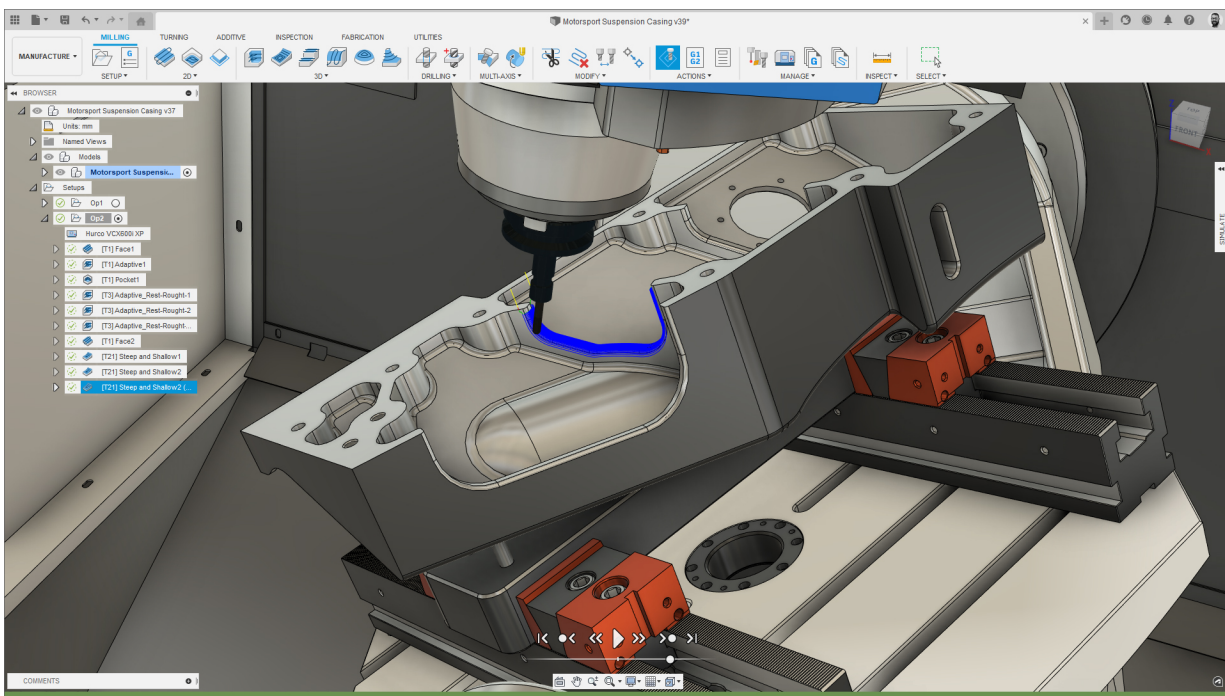 Motorsport Suspension Casing v39*
MILLING TURNING ADDITIVE INSPECTION FABRICATION UTILITIES
MANUFACTURE
G
G1
G2
G
SETUP 2D 3D DRILLING MULTI-AXIS MODIFY ACTIONS MANAGE INSPECT SELECT
BROWSER
Motorsport Suspension Casing v37
Units: mm
Named Views
Models
Motorsport Suspensi...
Setups
Op1
Op2
Hurco VCX600i XP
[T1] Face1
[T1] Adaptive1
[T1] Pocket1
[T3] Adaptive_Rest-Rought-1
[T3] Adaptive_Rest-Rought-2
[T3] Adaptive_Rest-Rought...
[T1] Face2
[T21] Steep and Shallow1
[T21] Steep and Shallow2
[T21] Steep and Shallow2 (...
Z
FRONT
SIMULATE
COMMENTS